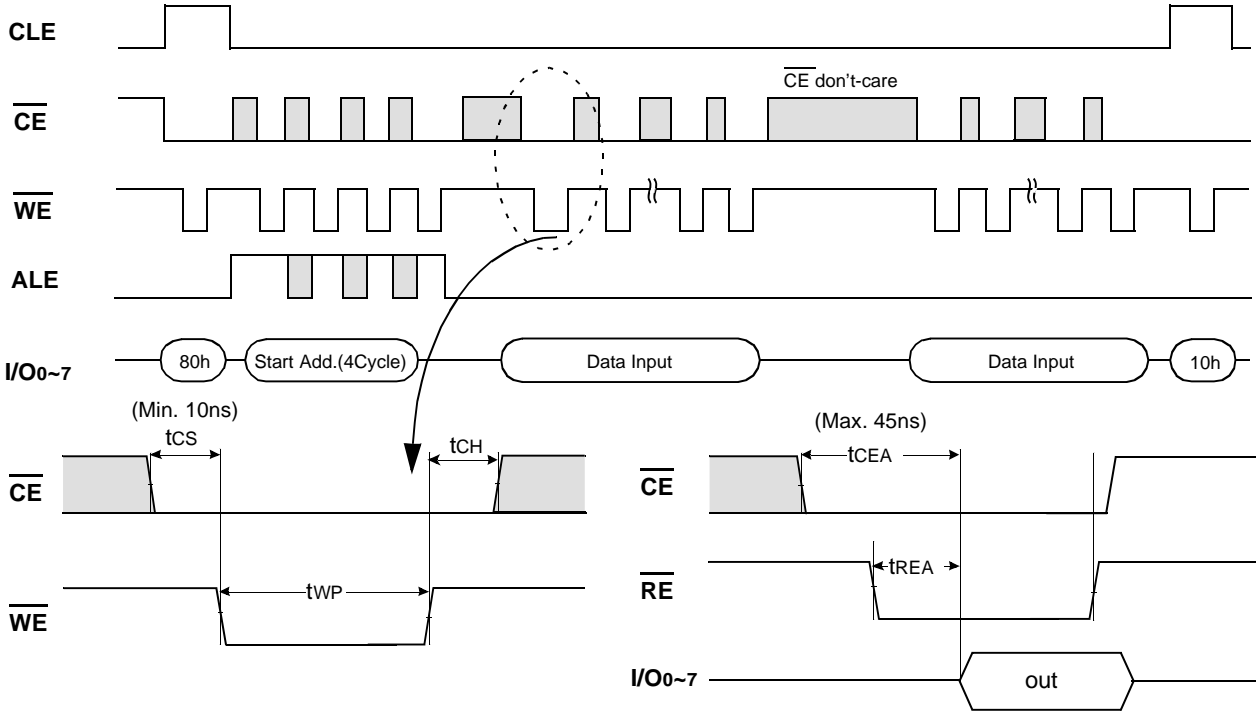 CLE
CE don't-care
CE
WE
ALE
I/O0~7 80h Start Add.(4Cycle) Data Input Data Input 10h
(Min. 10ns) (Max. 45ns)
tCS tCH tCEA
CE CE
tWP tREA
WE RE
I/O0~7 out